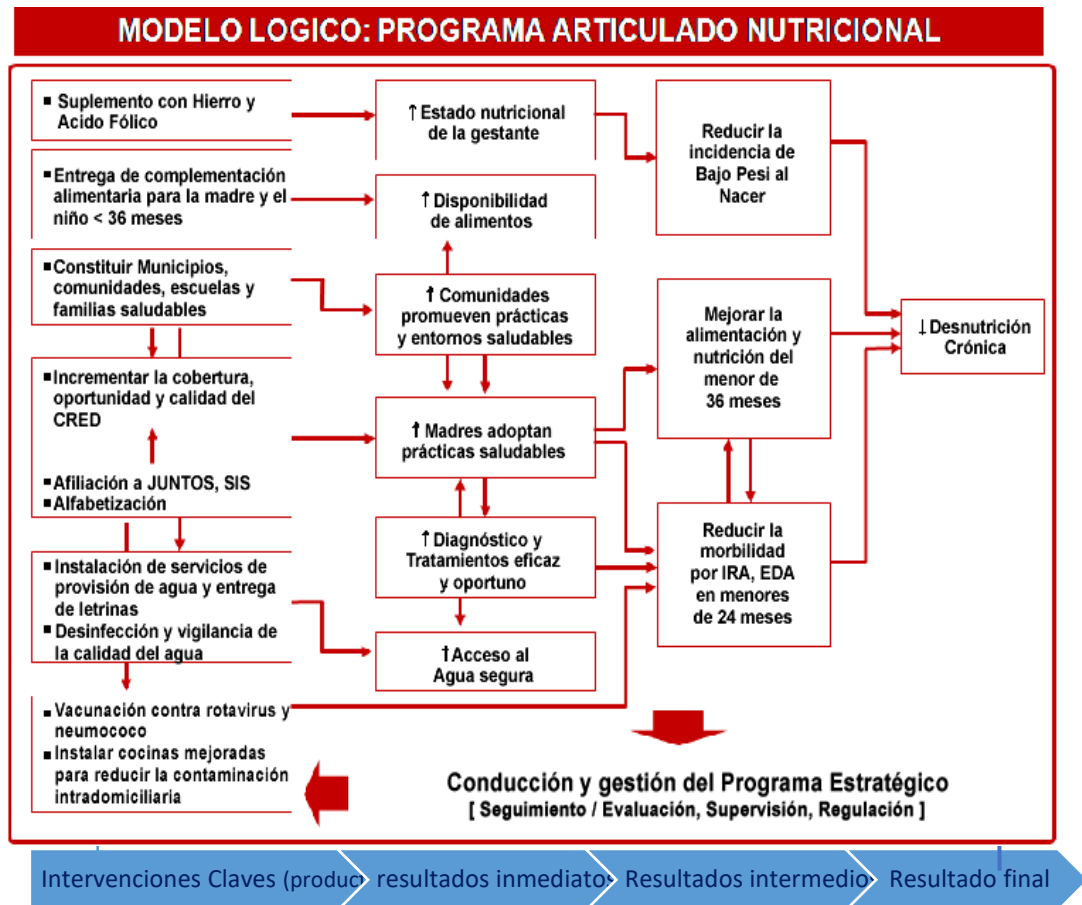 MODELO LOGICO: PROGRAMA ARTICULADO NUTRICIONAL
▪ Suplemento con Hierro y
Acido Fólico
▪ Entrega de complementación
alimentaria para la madre y el
niño < 36 meses
▪ Constituir Municipios,
comunidades, escuelas y
familias saludables
▪ Incrementar la cobertura,
oportunidad y calidad del
CRED
▪ Afiliación a JUNTOS, SIS
▪ Alfabetización
▪ Instalación de servicios de
provisión de agua y entrega
de letrinas
▪ Desinfección y vigilancia de
la calidad del agua
▪ Vacunación contra rotavirus y
neumococo
▪ Instalar cocinas mejoradas
para reducir la contaminación
intradomiciliaria
↑ Estado nutricional
de la gestante
↑ Disponibilidad
de alimentos
↑ Comunidades
promueven prácticas
y entornos saludables
↑ Madres adoptan
prácticas saludables
↑ Diagnóstico y
Tratamientos eficaz
y oportuno
↑ Acceso al
Agua segura
Reducir la
incidencia de
Bajo Pesi al
Nacer
Mejorar la
alimentación y
nutrición del
menor de
36 meses
Reducir la
morbilidad
por IRA, EDA
en menores
de 24 meses
↓ Desnutrición
Crónica
Conducción y gestión del Programa Estratégico
[ Seguimiento / Evaluación, Supervisión, Regulación ]
Intervenciones Claves (product
resultados inmediatos
Resultados intermedio
Resultado final